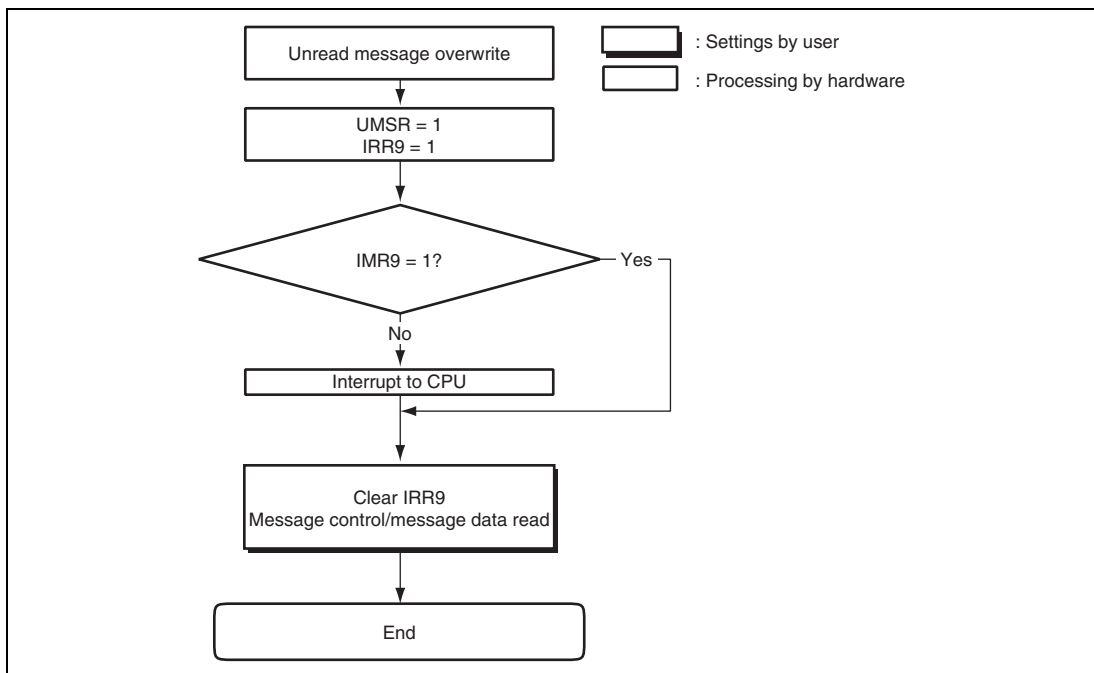 Unread message overwrite
: Settings by user
: Processing by hardware
UMSR = 1
IRR9 = 1
IMR9 = 1?
Yes
No
Interrupt to CPU
Clear IRR9
Message control/message data read
End